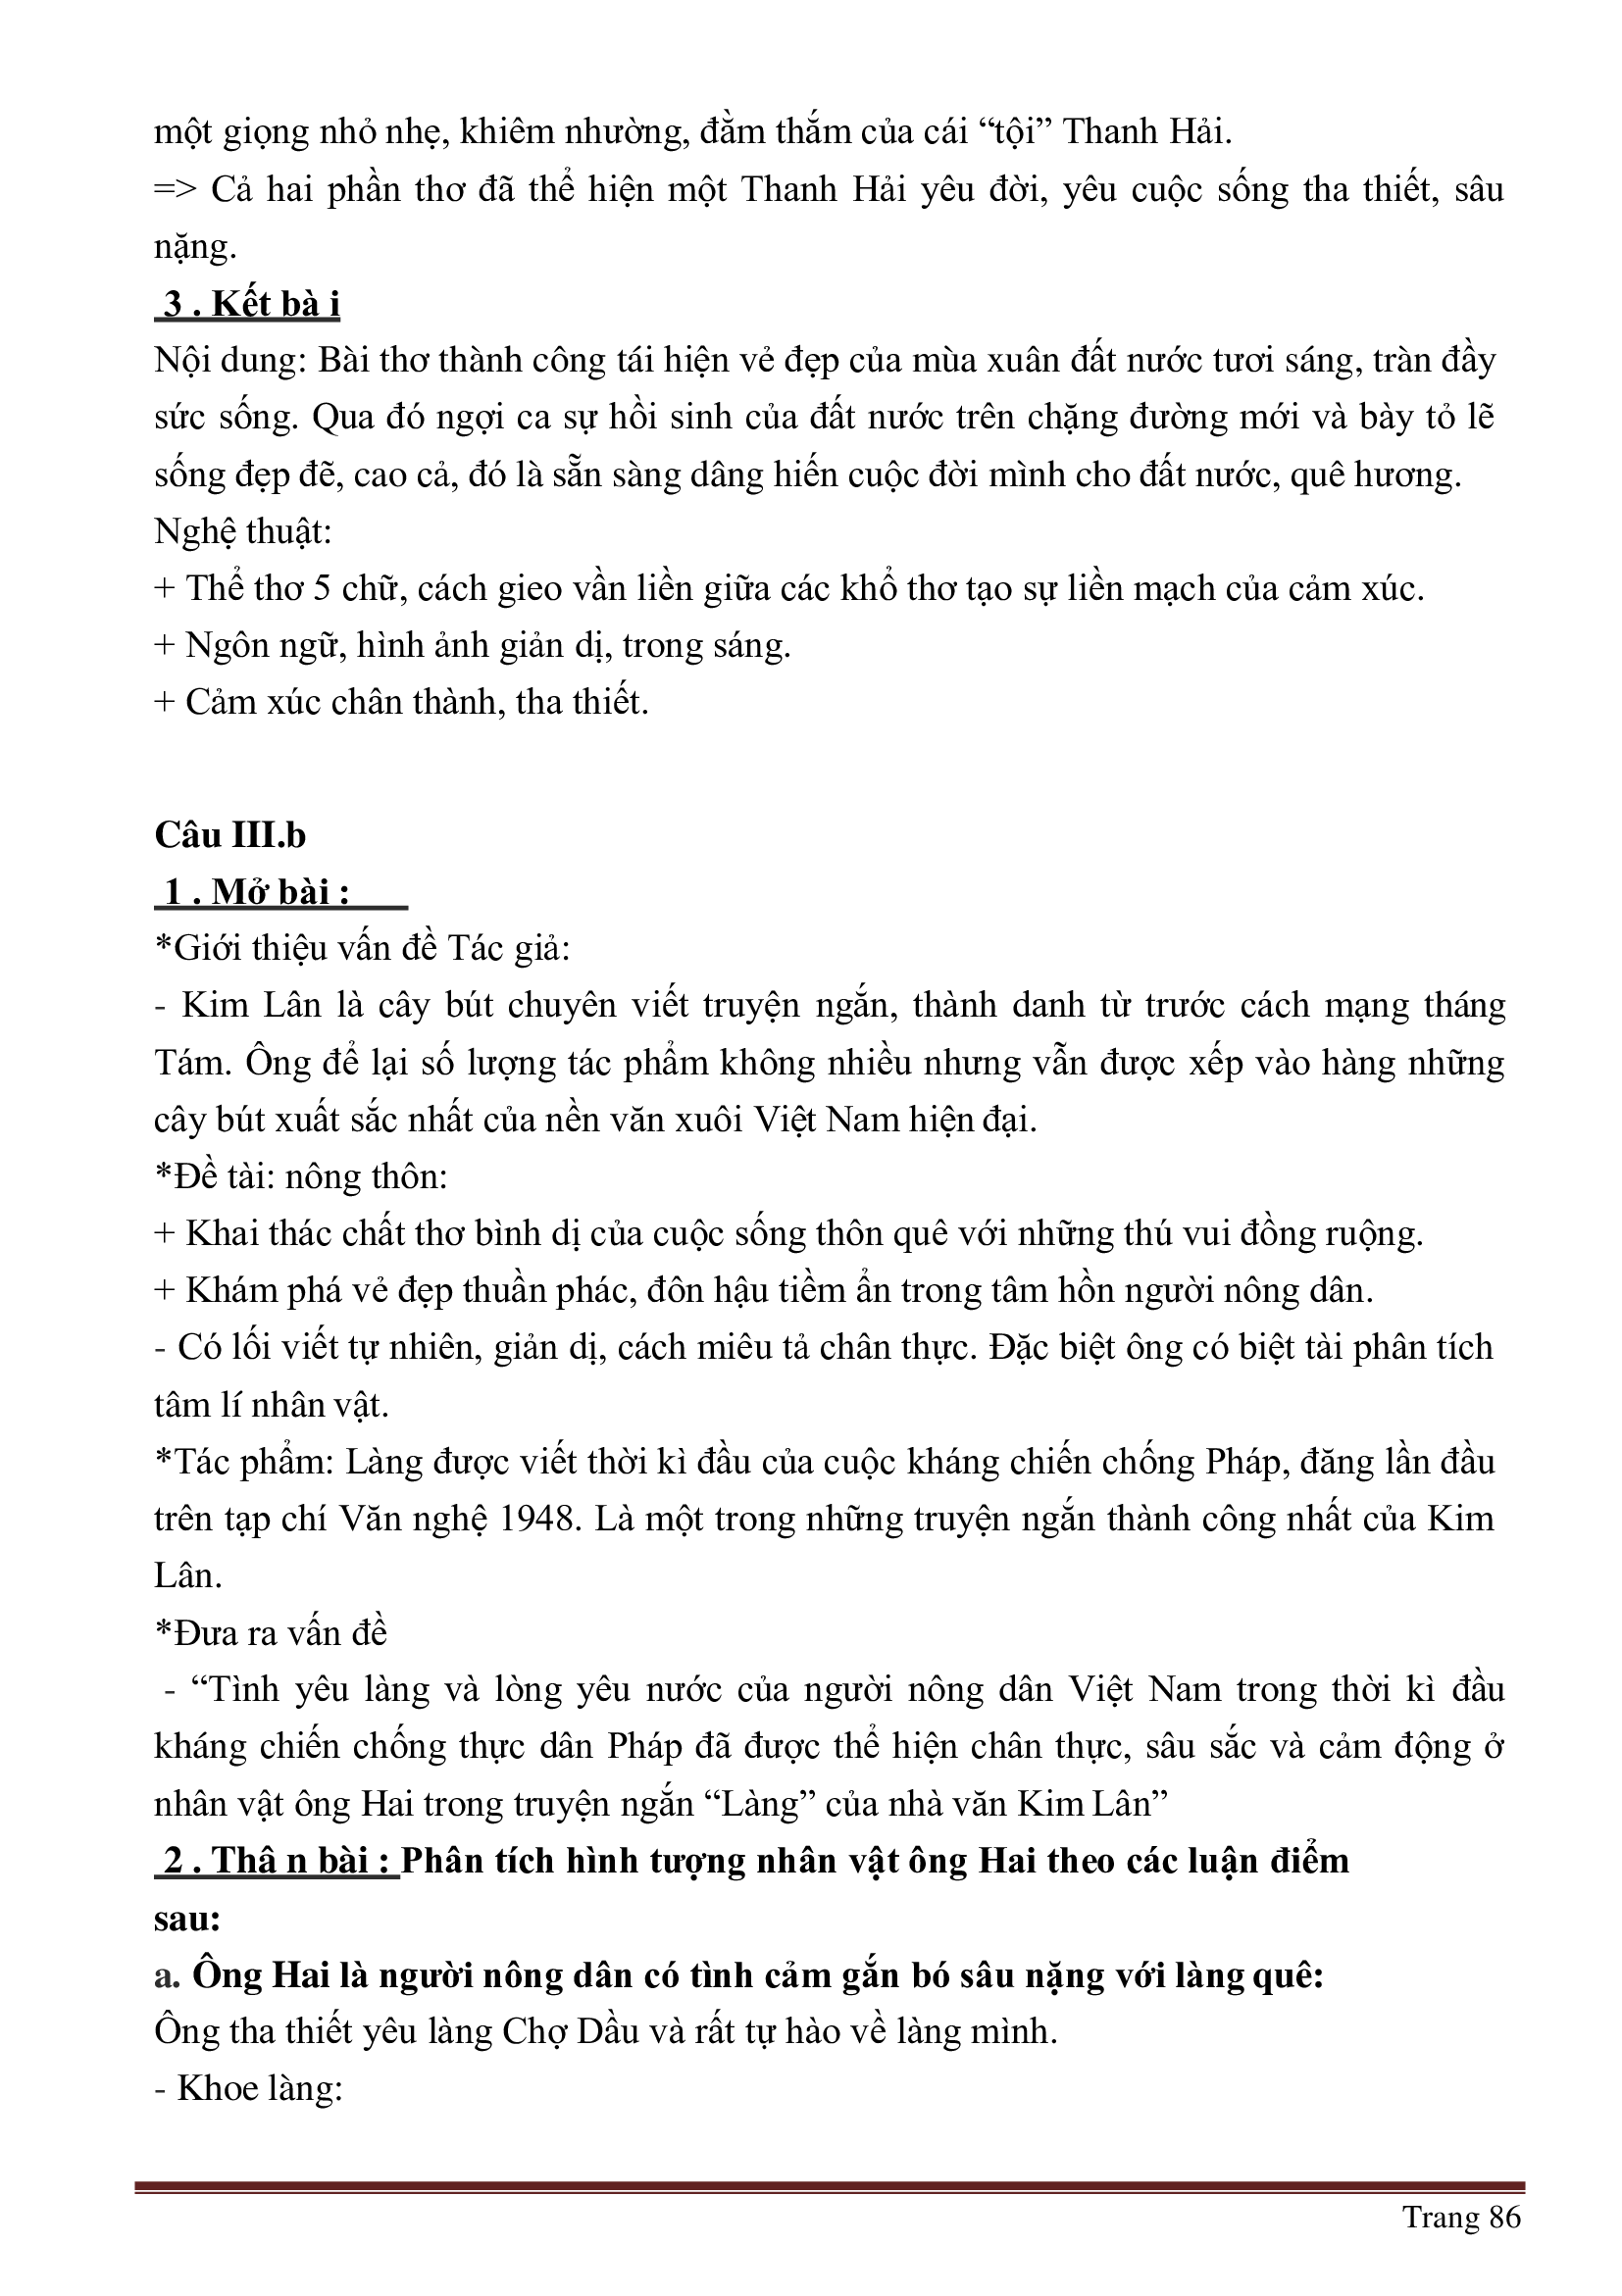 một giọng nhỏ nhẹ, khiêm nhường, đằm thắm của cái “tội” Thanh Hải.
=> Cả hai phần thơ đã thể hiện một Thanh Hải yêu đời, yêu cuộc sống tha thiết, sâu
nặng.
3 . Kết bà i
Nội dung: Bài thơ thành công tái hiện vẻ đẹp của mùa xuân đất nước tươi sáng, tràn đầy
sức sống. Qua đó ngợi ca sự hồi sinh của đất nước trên chặng đường mới và bày tỏ lẽ
sống đẹp đẽ, cao cả, đó là sẵn sàng dâng hiến cuộc đời mình cho đất nước, quê hương.
Nghệ thuật:
+ Thể thơ 5 chữ, cách gieo vần liền giữa các khổ thơ tạo sự liền mạch của cảm xúc.
+ Ngôn ngữ, hình ảnh giản dị, trong sáng.
+ Cảm xúc chân thành, tha thiết.
Câu III.b
1 . Mở bài :
*Giới thiệu vấn đề Tác giả:
- Kim Lân là cây bút chuyên viết truyện ngắn, thành danh từ trước cách mạng tháng
Tám. Ông để lại số lượng tác phẩm không nhiều nhưng vẫn được xếp vào hàng những
cây bút xuất sắc nhất của nền văn xuôi Việt Nam hiện đại.
*Đề tài: nông thôn:
+ Khai thác chất thơ bình dị của cuộc sống thôn quê với những thú vui đồng ruộng.
+ Khám phá vẻ đẹp thuần phác, đôn hậu tiềm ẩn trong tâm hồn người nông dân.
- Có lối viết tự nhiên, giản dị, cách miêu tả chân thực. Đặc biệt ông có biệt tài phân tích
tâm lí nhân vật.
*Tác phẩm: Làng được viết thời kì đầu của cuộc kháng chiến chống Pháp, đăng lần đầu
trên tạp chí Văn nghệ 1948. Là một trong những truyện ngắn thành công nhất của Kim
Lân.
*Đưa ra vấn đề
- “Tình yêu làng và lòng yêu nước của người nông dân Việt Nam trong thời kì đầu
kháng chiến chống thực dân Pháp đã được thể hiện chân thực, sâu sắc và cảm động ở
nhân vật ông Hai trong truyện ngắn “Làng” của nhà văn Kim Lân”
2 . Thâ n bài : Phân tích hình tượng nhân vật ông Hai theo các luận điểm
sau:
a. Ông Hai là người nông dân có tình cảm gắn bó sâu nặng với làng quê:
Ông tha thiết yêu làng Chợ Dầu và rất tự hào về làng mình.
- Khoe làng:
Trang 86